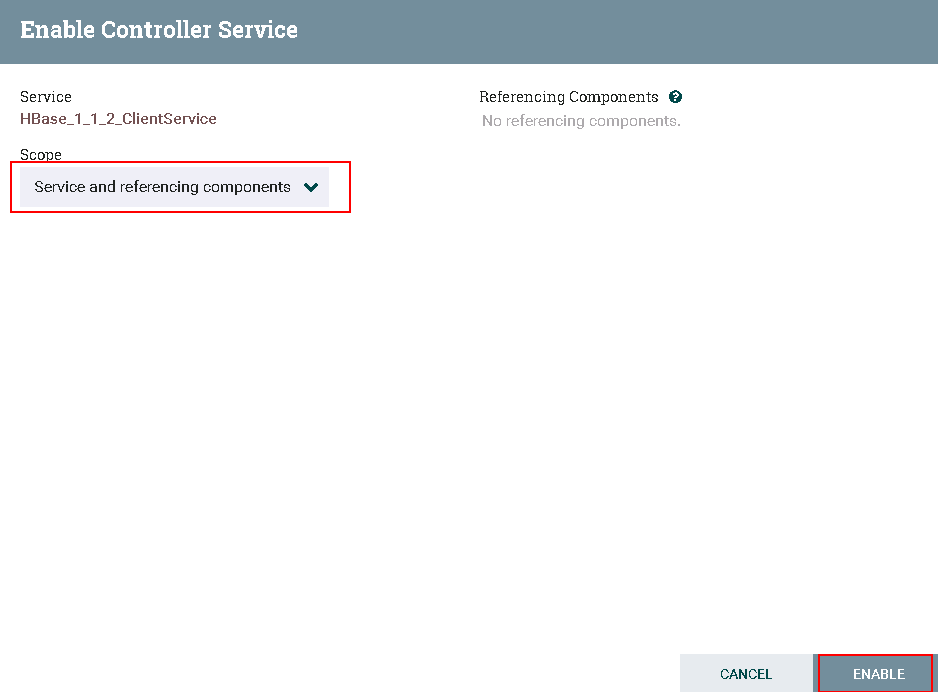 Enable Controller Service
Service
HBase_1_1_2_ClientService
Scope
Service and referencing components
Referencing Components ?
No referencing components.
CANCEL
ENABLE